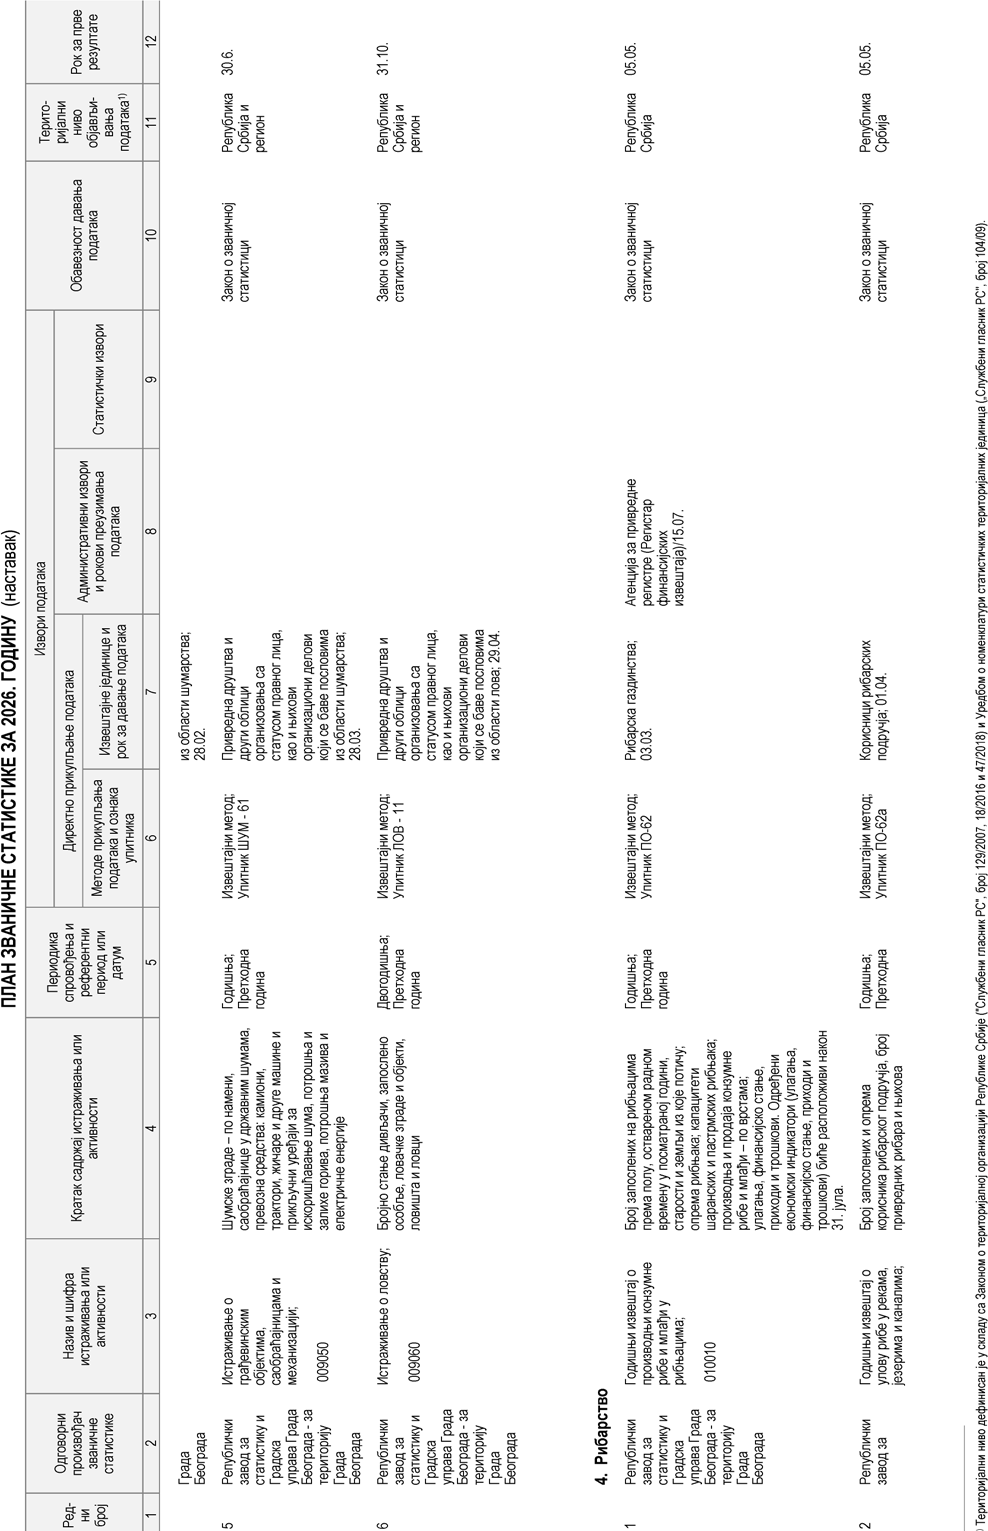 ПЛАН ЗВАНИЧНЕ СТАТИСТИКЕ ЗА 2026. ГОДИНУ (наставак)
Ред-
ни
број
Одговорни
произвођач
званичне
статистике
Назив и шифра
истраживања или
активности
Кратак садржај истраживања или
активности
Периодика
спровођења и
референтни
период или
датум
Извори података
Директно прикупљање података
Методе прикупљања
података и ознака
упитника
Извештајне јединице и
рок за давање података
Административни извори
и рокови преузимања
података
Статистички извори
Обавезност давања
података
Терито-
ријални
ниво
објављи-
вања
података1)
Рок за прве
резултате
1 2 3 4 5 6 7 8 9 10 11 12
Града
Београда
из области шумарства;
28.02.
5
Републички
завод за
статистику и
Градска
управа Града
Београда - за
територију
Града
Београда
Истраживање о
грађевинским
објектима,
саобраћајницама и
механизацији;
009050
Шумске зграде – по намени,
саобраћајнице у државним шумама,
превозна средства: камиони,
трактори, жичаре и друге машине и
прикључни уређаји за
искоришћавање шума, потрошња и
залихе горива, потрошња мазива и
електричне енергије
Годишња;
Претходна
година
Извештајни метод;
Упитник ШУМ - 61
Привредна друштва и
други облици
организовања са
статусом правног лица,
као и њихови
организациони делови
који се баве пословима
из области шумарства;
28.03.
Закон о званичној
статистици
Република
Србија и
регион
30.6.
6
Републички
завод за
статистику и
Градска
управа Града
Београда - за
територију
Града
Београда
Истраживање о ловству;
009060
Бројно стање дивљачи, запослено
особље, ловачке зграде и објекти,
ловишта и ловци
Двогодишња;
Претходна
година
Извештајни метод;
Упитник ЛОВ - 11
Привредна друштва и
други облици
организовања са
статусом правног лица,
као и њихови
организациони делови
који се баве пословима
из области лова; 29.04.
Закон о званичној
статистици
Република
Србија и
регион
31.10.
4. Рибарство
1
Републички
завод за
статистику и
Градска
управа Града
Београда - за
територију
Града
Београда
Годишњи извештај о
производњи конзумне
рибе и млађи у
рибњацима;
010010
Број запослених на рибњацима
према полу, оствареном радном
времену у посматраној години,
старости и земљи из које потичу;
опрема рибњака; капацитети
шаранских и пастрмских рибњака;
производња и продаја конзумне
рибе и млађи – по врстама;
улагања, финансијско стање,
приходи и трошкови. Одређени
економски индикатори (улагања,
финансијско стање, приходи и
трошкови) биће расположиви након
31. јула.
Годишња;
Претходна
година
Извештајни метод;
Упитник ПО-62
Рибарска газдинства;
03.03.
Агенција за привредне
регистре (Регистар
финансијских
извештаја)/15.07.
Закон о званичној
статистици
Република
Србија
05.05.
2
Републички
завод за
Годишњи извештај о
улову рибе у рекама,
језерима и каналима;
Број запослених и опрема
корисника рибарског подручја, број
привредних рибара и њихова
Годишња;
Претходна
Извештајни метод;
Упитник ПО-62а
Корисници рибарских
подручја; 01.04.
Закон о званичној
статистици
Република
Србија
05.05.
) Територијални ниво дефинисан је у складу са Законом о територијалној организацији Републике Србије ("Службени гласник РС", број 129/2007, 18/2016 и 47/2018) и Уредбом о номенклатури статистичких територијалних јединица („Службени гласник РС", број 104/09).